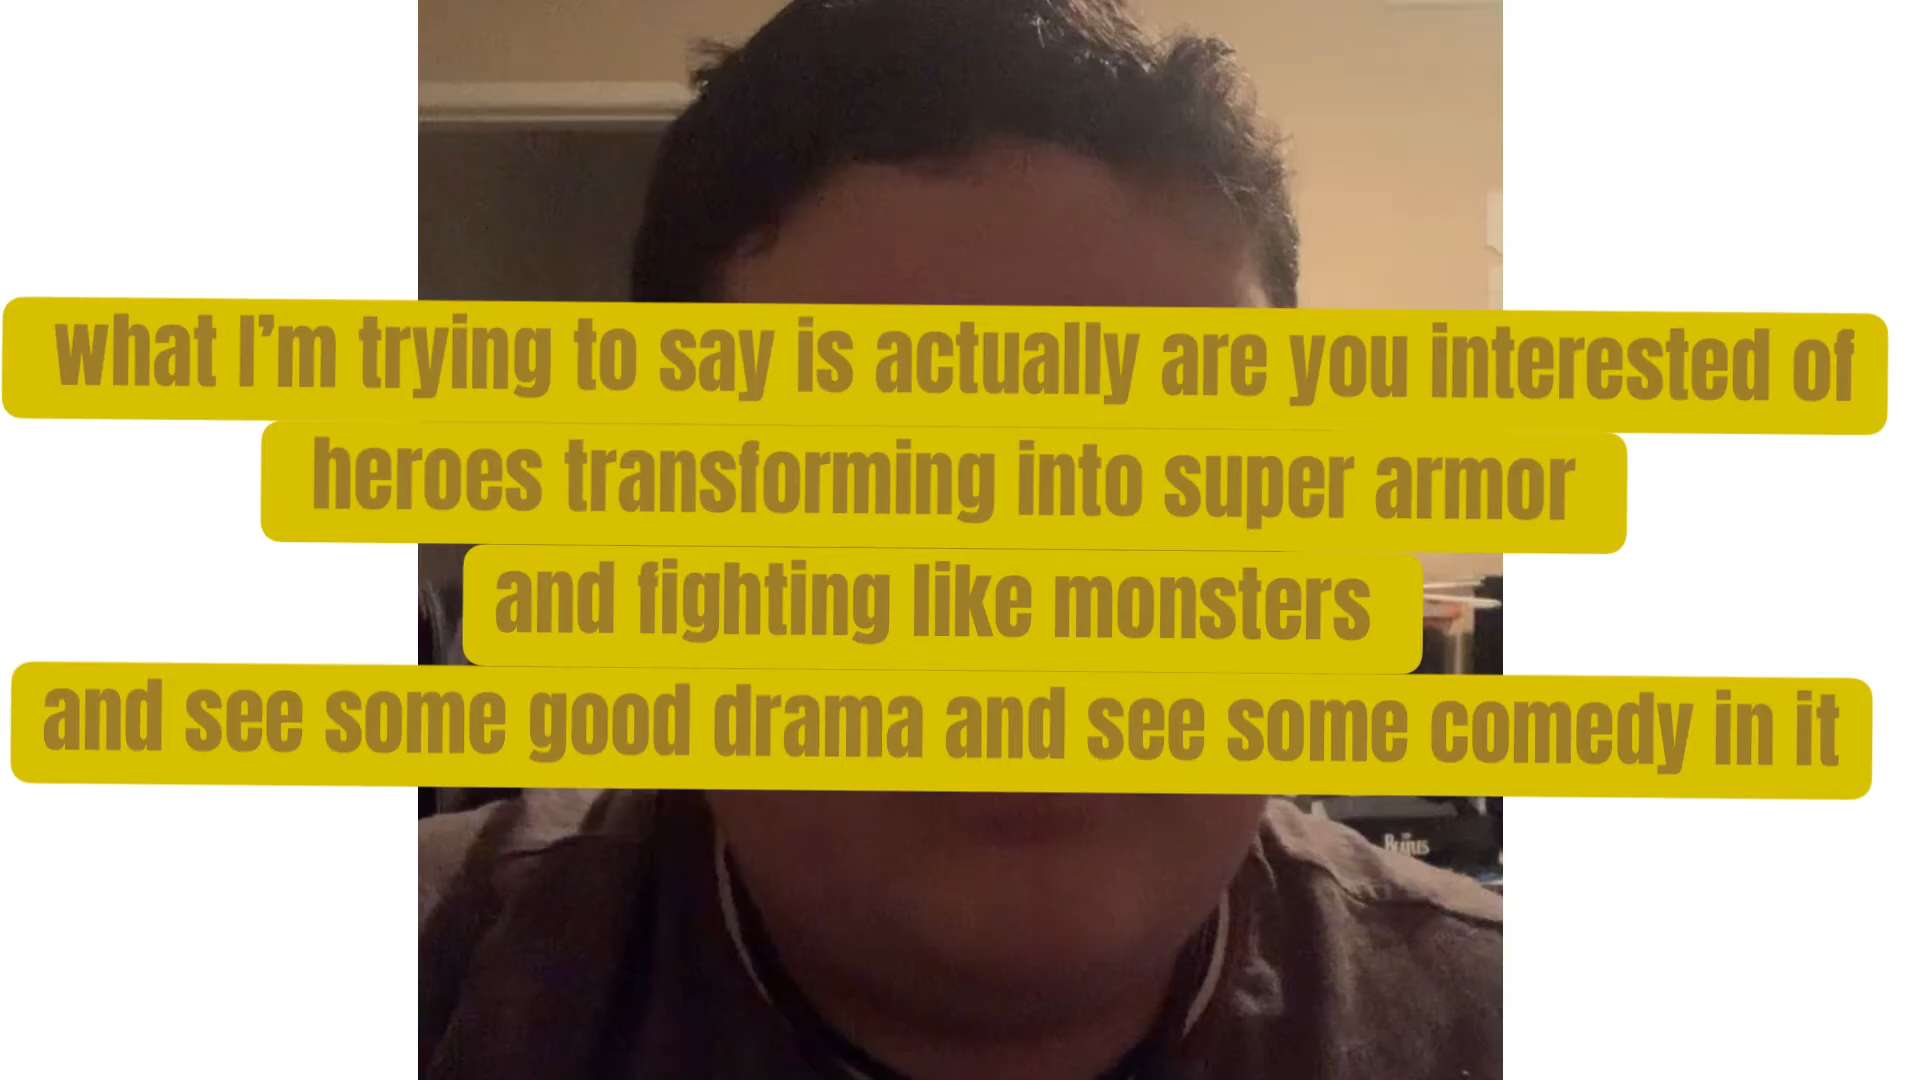 what I'm trying to say is actually are you interested of
heroes transforming into super armor
and fighting like monsters
and see some good drama and see some comedy in it